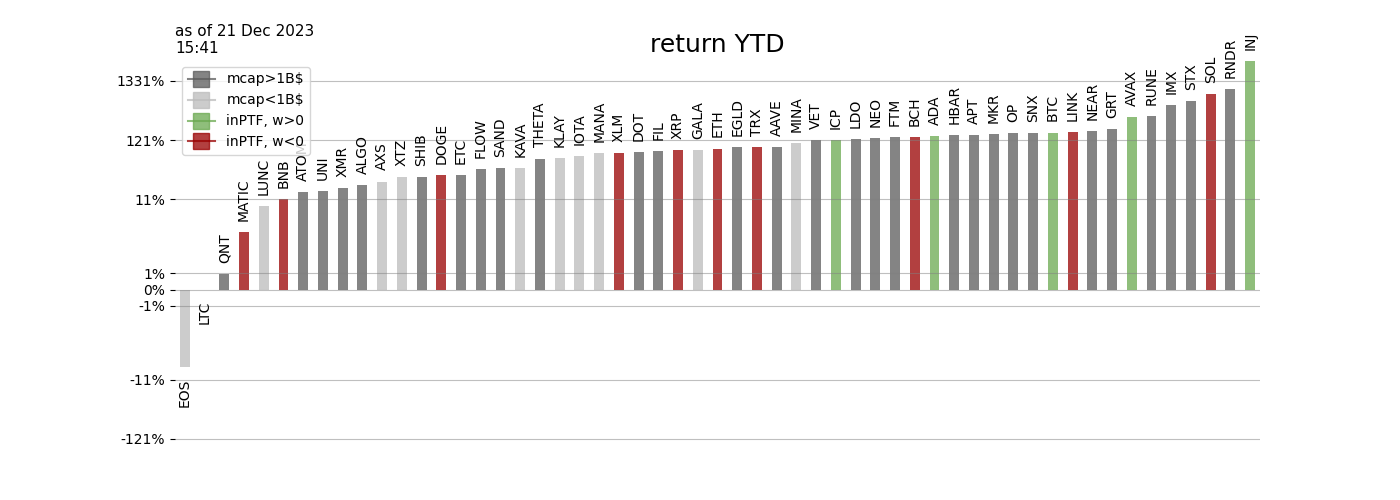 as of 21 Dec 2023
15:41
return YTD
mcap>1B$
mcap<1B$
inPTF, w>0
inPTF, w<0
1331%
121%
11%
1%
0%
-1%
-11%
-121%
EOS
LTC
QNT
MATIC
LUNC
BNB
ATOM
UNI
XMR
ALGO
AXS
XTZ
SHIB
DOGE
ETC
FLOW
SAND
KAVA
THETA
KLAY
IOTA
MANA
XLM
DOT
FIL
XRP
GALA
ETH
EGLD
TRX
AAVE
MINA
VET
ICP
LDO
NEO
FTM
BCH
ADA
HBAR
APT
MKR
OP
SNX
BTC
LINK
NEAR
GRT
AVAX
RUNE
IMX
STX
SOL
RNDR
INJ